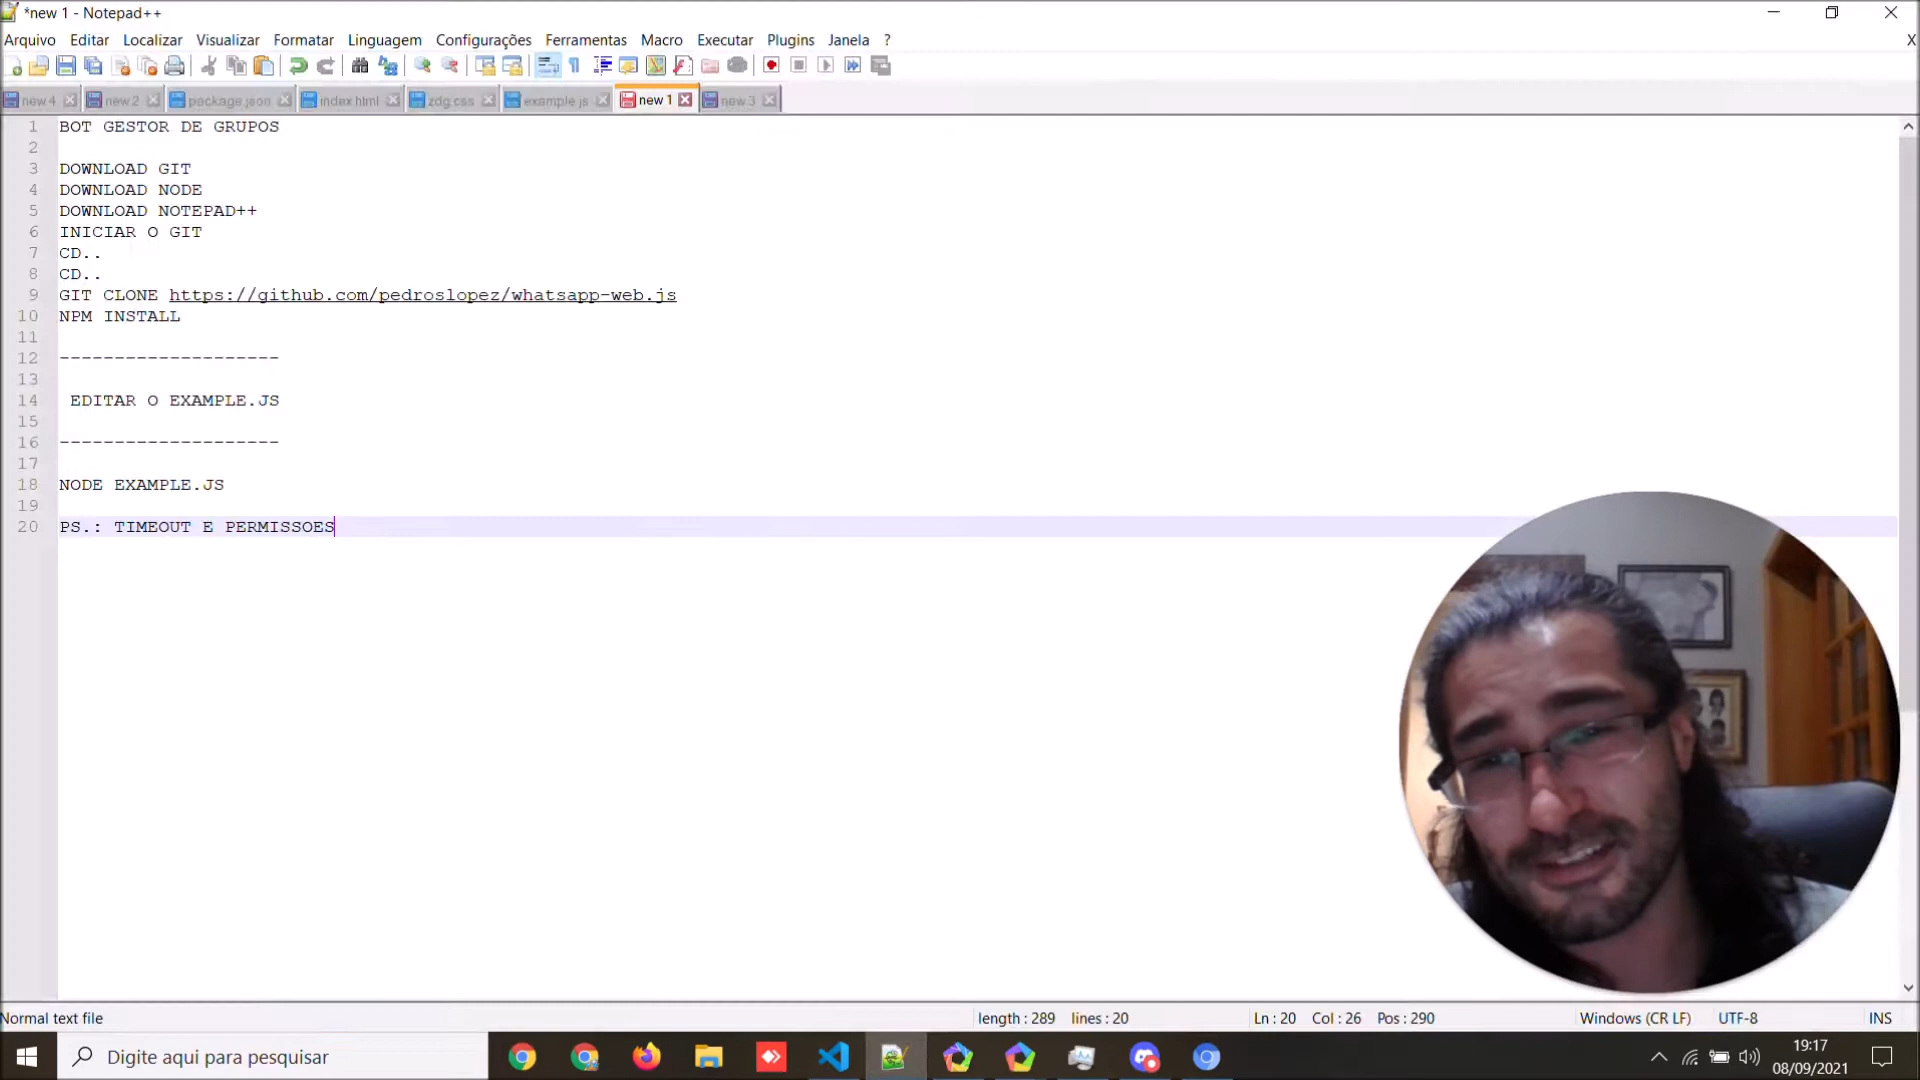 *new 1 - Notepad++
Arquivo Editar Localizar Visualizar Formatar Linguagem Configurações Ferramentas Macro Executar Plugins Janela ? X
new 4 new 2 package.json index.html zdg.css example.js new 1 new 3
1 BOT GESTOR DE GRUPOS
2
3 DOWNLOAD GIT
4 DOWNLOAD NODE
5 DOWNLOAD NOTEPAD++
6 INICIAR O GIT
7 CD..
8 CD..
9 GIT CLONE https://github.com/pedroslopez/whatsapp-web.js
10 NPM INSTALL
11
12 --------------------
13
14 EDITAR O EXAMPLE.JS
15
16 --------------------
17
18 NODE EXAMPLE.JS
19
20 PS.: TIMEOUT E PERMISSOES
Normal text file length : 289 lines : 20 Ln : 20 Col : 26 Pos : 290 Windows (CR LF) UTF-8 INS
Digite aqui para pesquisar
19:17
08/09/2021